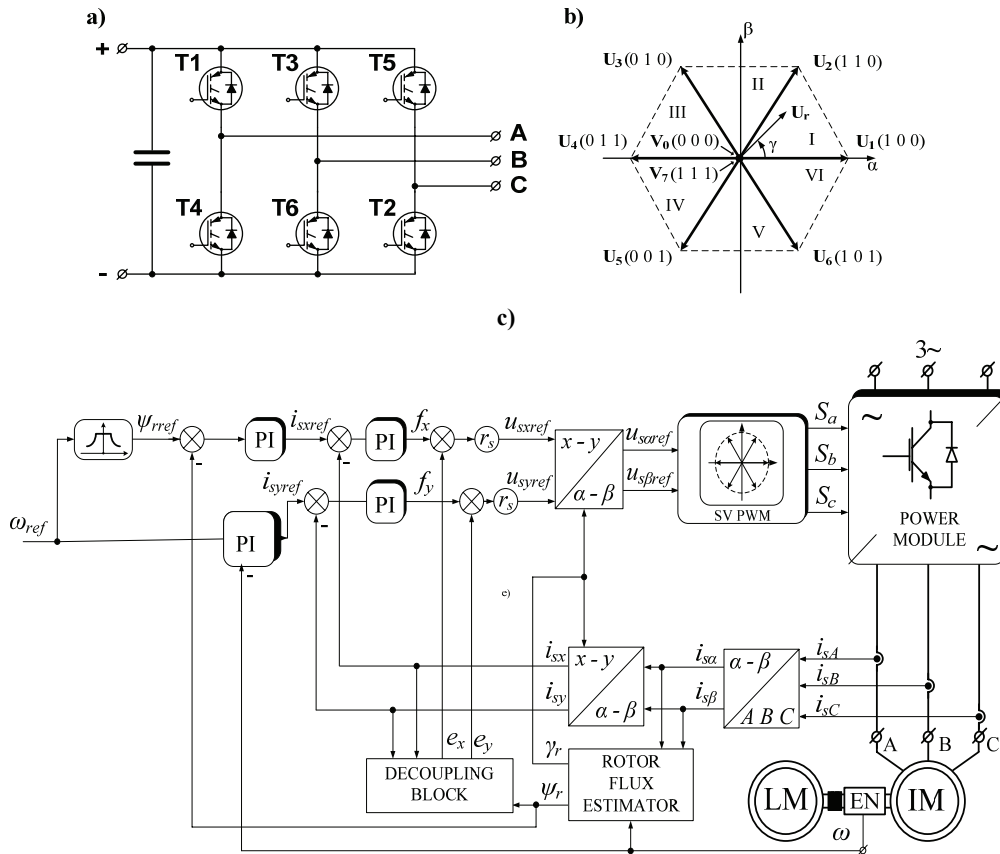 a)
+
-
T1
T3
T5
T4
T6
T2
A
B
C
b)
β
U3(0 1 0)
U2(1 1 0)
II
III
Ur
I
U4(0 1 1)
V0(0 0 0)
γ
U1(1 0 0)
α
V7(1 1 1)
VI
IV
V
U5(0 0 1)
U6(1 0 1)
c)
3~
ψrref
-
PI
isxref
-
PI
fx
rs
usxref
x - y
α - β
usαref
usβref
SV PWM
Sa
Sb
Sc
~
POWER
MODULE
~
isyref
-
PI
fy
rs
usyref
ωref
PI
-
e)
isx
isy
x - y
α - β
isα
isβ
α - β
A B C
isA
isB
isC
A
B
C
ex
ey
γr
ψr
DECOUPLING
BLOCK
ROTOR
FLUX
ESTIMATOR
LM
EN
IM
ω